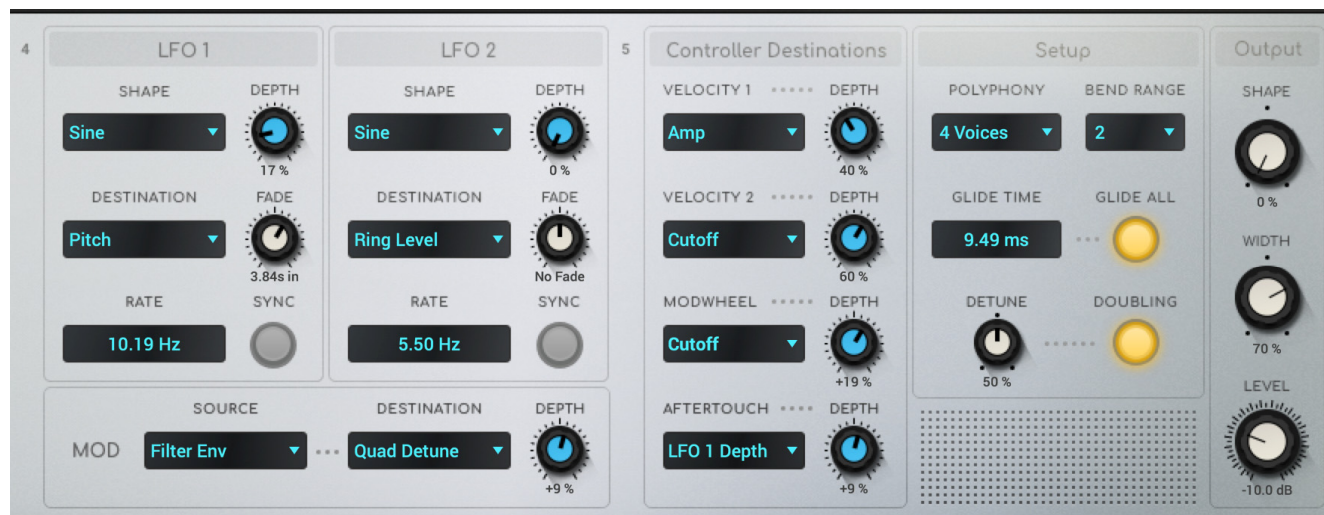 4
LFO 1
LFO 2
5
Controller Destinations
Setup
Output
SHAPE
DEPTH
SHAPE
DEPTH
VELOCITY 1
DEPTH
POLYPHONY
BEND RANGE
SHAPE
Sine
Sine
Amp
4 Voices
2
17 %
0 %
40 %
DESTINATION
FADE
DESTINATION
FADE
VELOCITY 2
DEPTH
GLIDE TIME
GLIDE ALL
0 %
Pitch
Ring Level
Cutoff
9.49 ms
WIDTH
3.84s in
No Fade
60 %
RATE
SYNC
RATE
SYNC
MODWHEEL
DEPTH
DETUNE
DOUBLING
10.19 Hz
5.50 Hz
Cutoff
70 %
+19 %
50 %
LEVEL
SOURCE
DESTINATION
DEPTH
AFTERTOUCH
DEPTH
MOD
Filter Env
Quad Detune
LFO 1 Depth
+9 %
+9 %
-10.0 dB